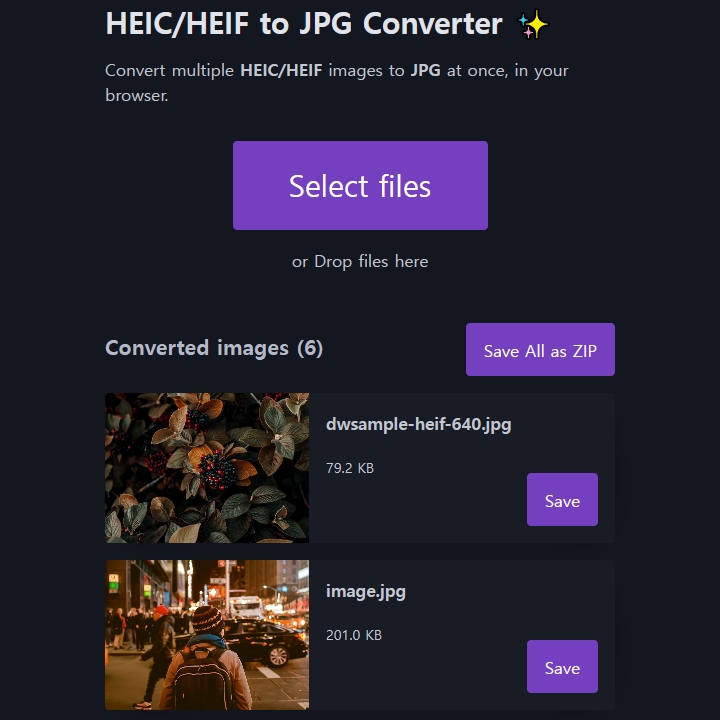 HEIC/HEIF to JPG Converter ✨
Convert multiple HEIC/HEIF images to JPG at once, in your
browser.
Select files
or Drop files here
Converted images (6)
Save All as ZIP
dwsample-heif-640.jpg
79.2 KB
Save
image.jpg
201.0 KB
Save